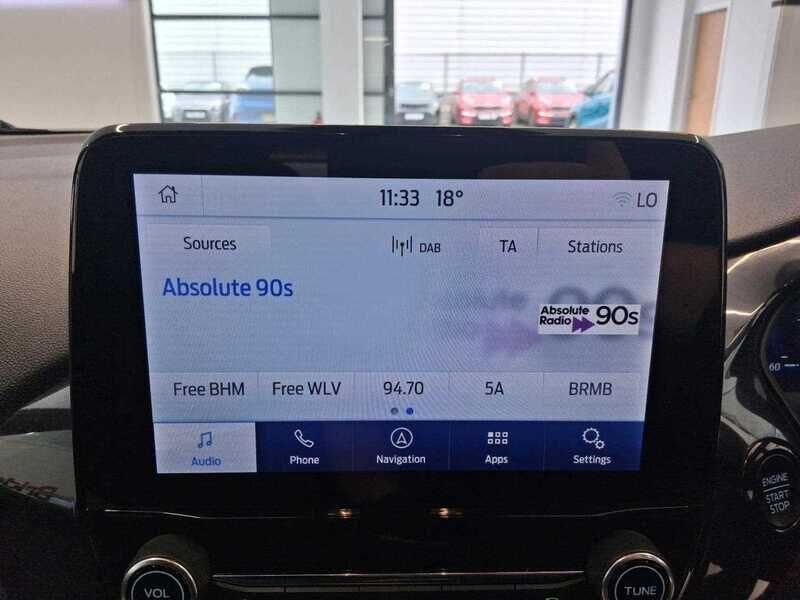 11:33 18° LO
Sources DAB TA Stations
Absolute 90s
Absolute
Radio 90s
Free BHM Free WLV 94.70 5A BRMB
Audio Phone Navigation Apps Settings
60
ENGINE
START
STOP
VOL TUNE